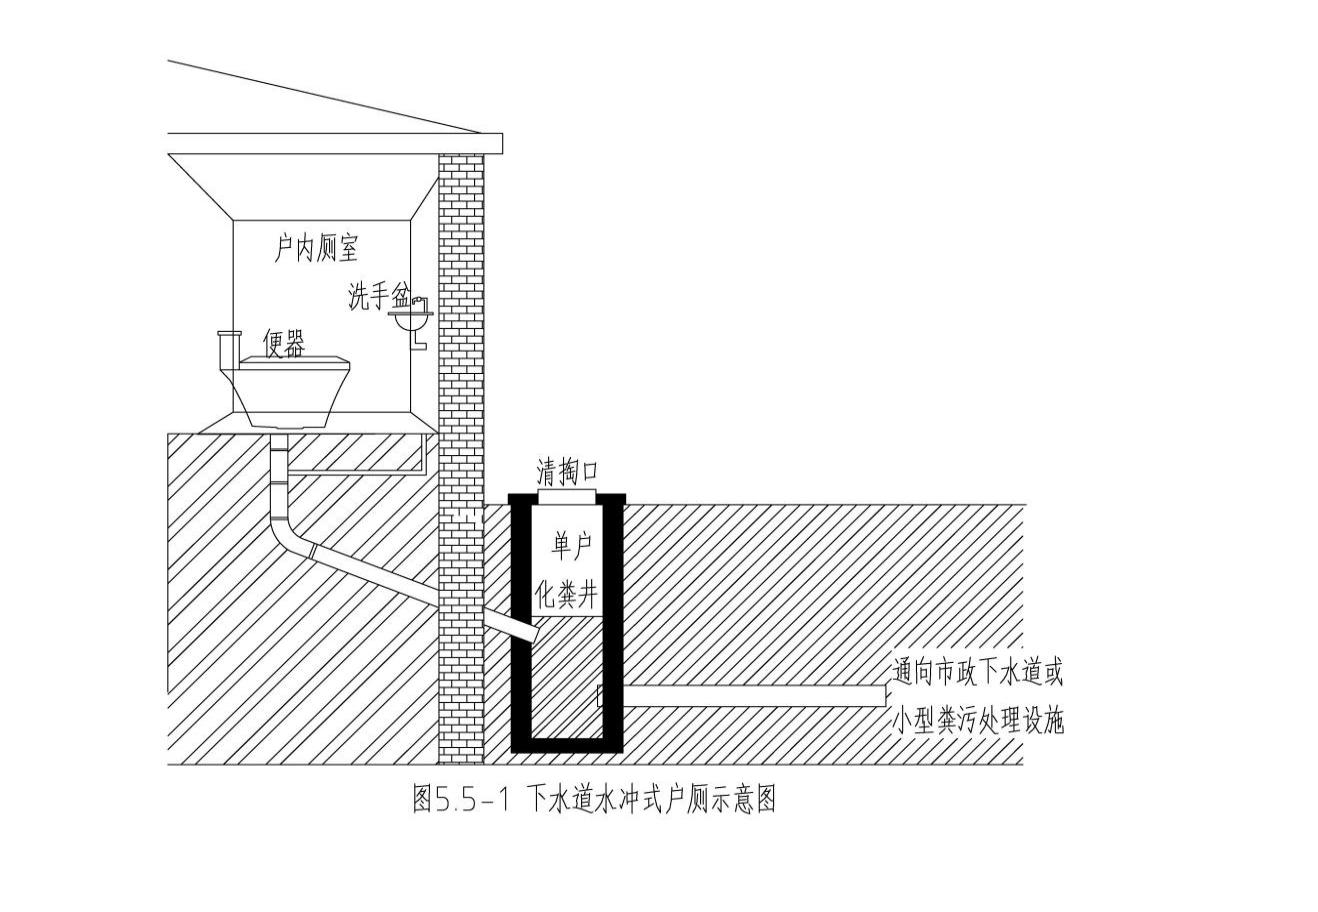 户内厕室
洗手盆
便器
清掏口
单户
化粪井
通向市政下水道或
小型粪污处理设施
图5.5-1 下水道水冲式户厕示意图